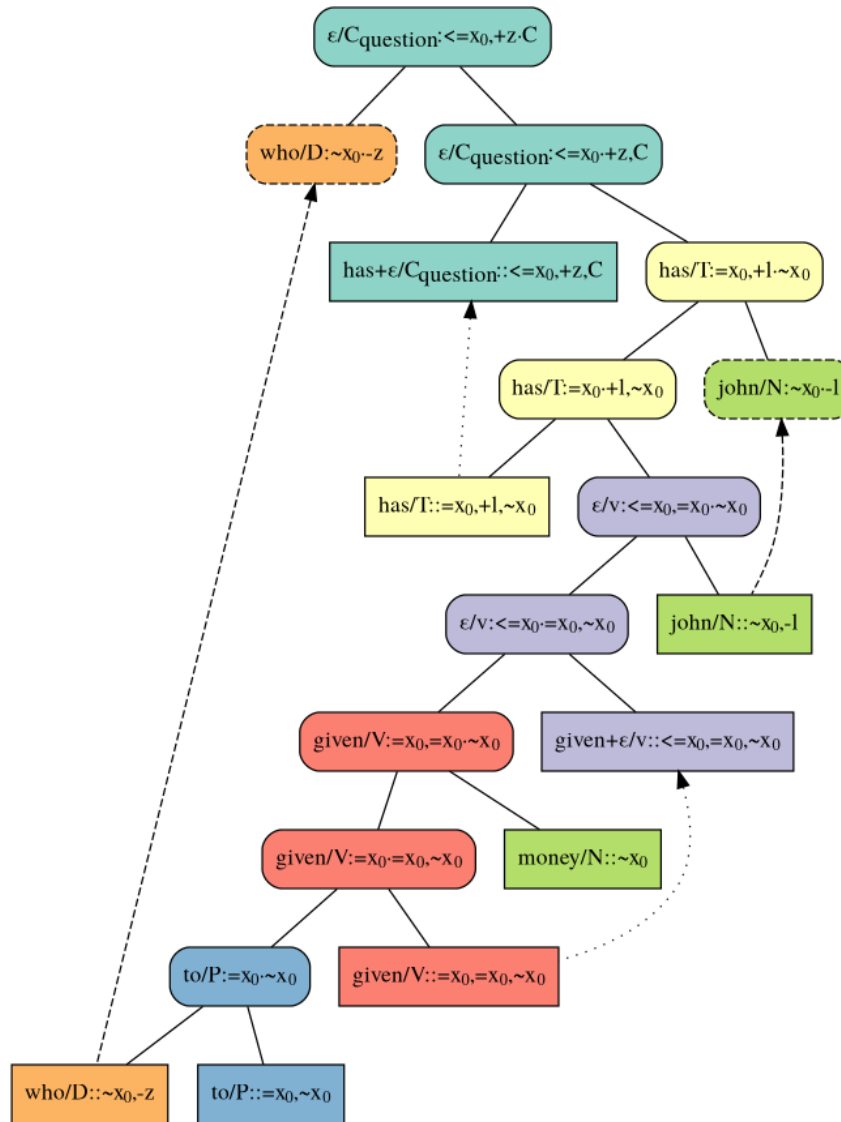 ε/Cquestion:<=x₀,+z·C
who/D:~x₀·-z
ε/Cquestion:<=x₀·+z,C
has+ε/Cquestion::<=x₀,+z,C
has/T:=x₀,+l·~x₀
has/T:=x₀·+l,~x₀
john/N:~x₀·-l
has/T::=x₀,+l,~x₀
ε/v:<=x₀,=x₀·~x₀
ε/v:<=x₀·=x₀,~x₀
john/N::~x₀,-l
given/V:=x₀,=x₀·~x₀
given+ε/v::<=x₀,=x₀,~x₀
given/V:=x₀·=x₀,~x₀
money/N::~x₀
to/P:=x₀·~x₀
given/V::=x₀,=x₀,~x₀
who/D::~x₀,-z
to/P::=x₀,~x₀